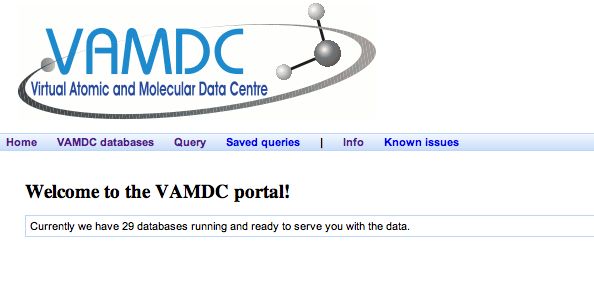 VAMDC
Virtual Atomic and Molecular Data Centre
Home VAMDC databases Query Saved queries | Info Known issues
Welcome to the VAMDC portal!
Currently we have 29 databases running and ready to serve you with the data.